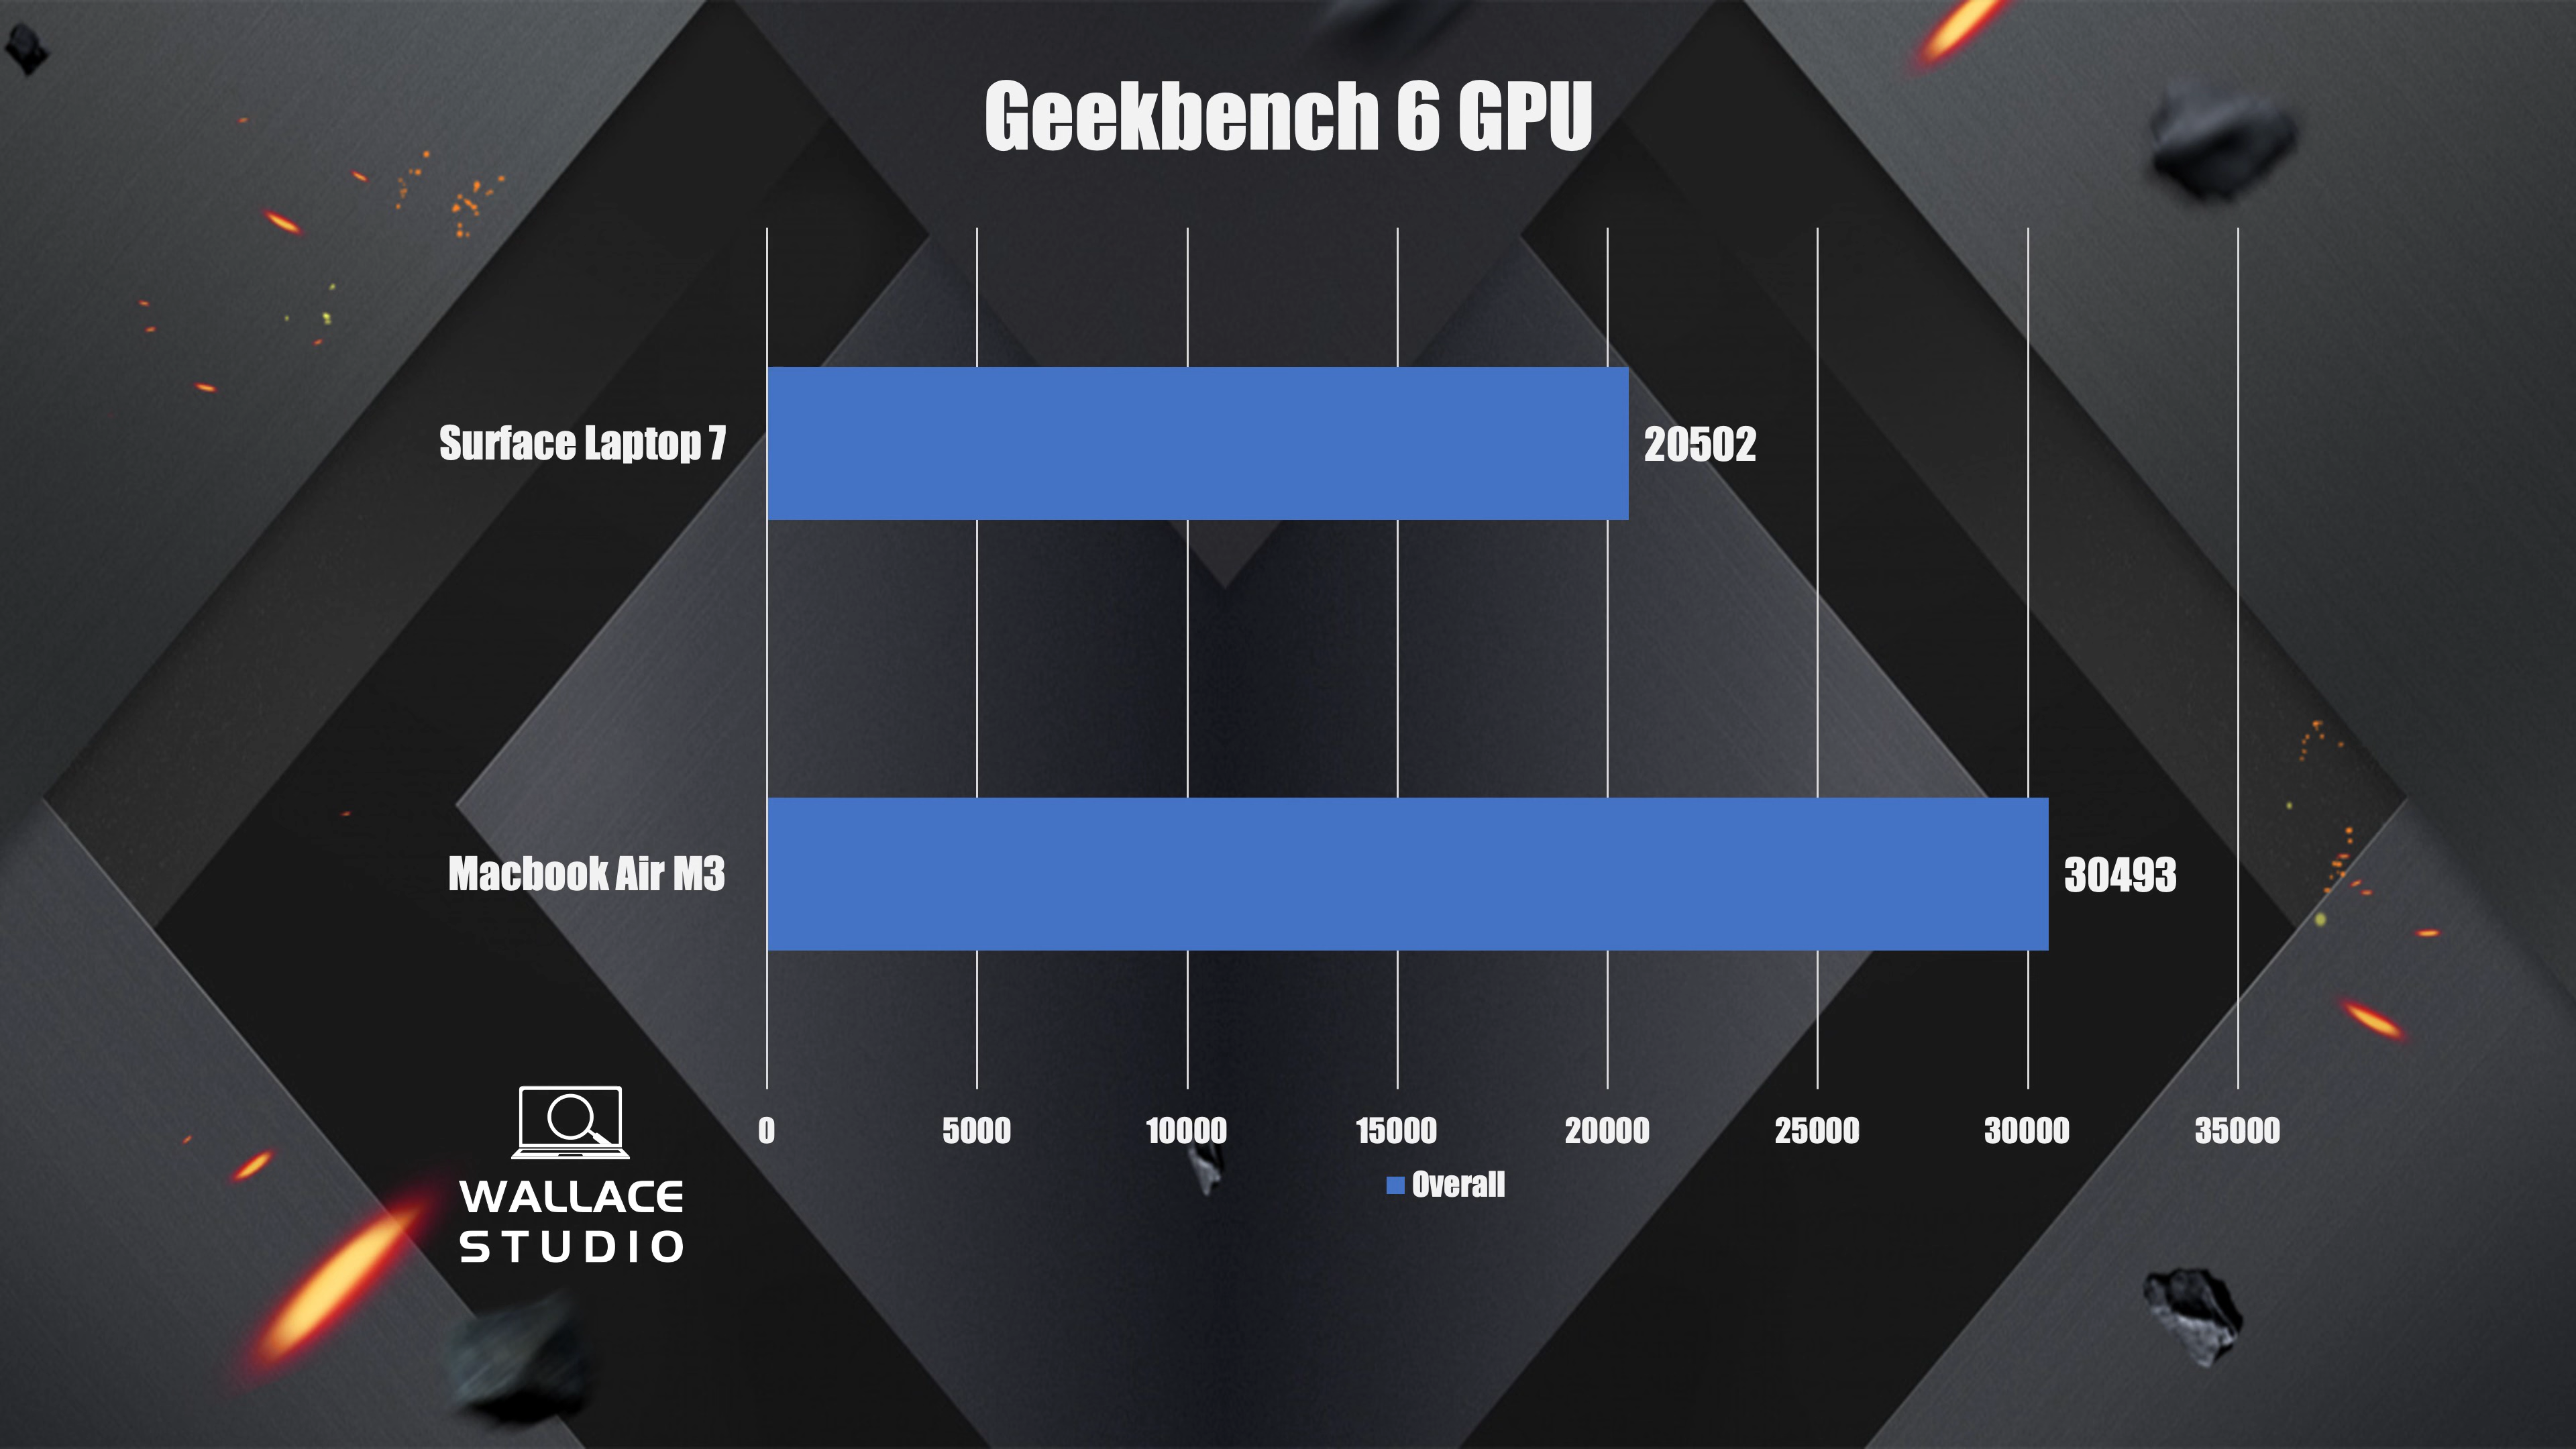 Geekbench 6 GPU
Surface Laptop 7
20502
Macbook Air M3
30493
0 5000 10000 15000 20000 25000 30000 35000
Overall
WALLACE
STUDIO